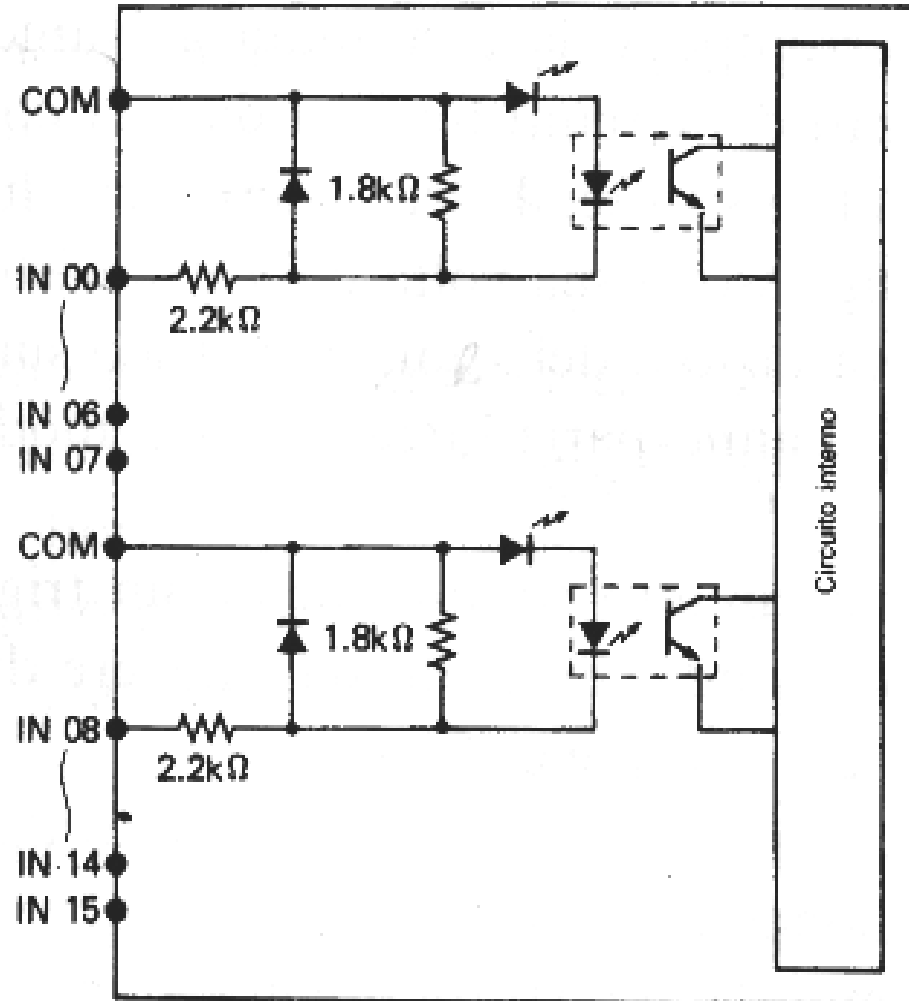 COM
1.8kΩ
IN 00
2.2kΩ
IN 06
IN 07
COM
1.8kΩ
IN 08
2.2kΩ
IN 14
IN 15
Circuito interno